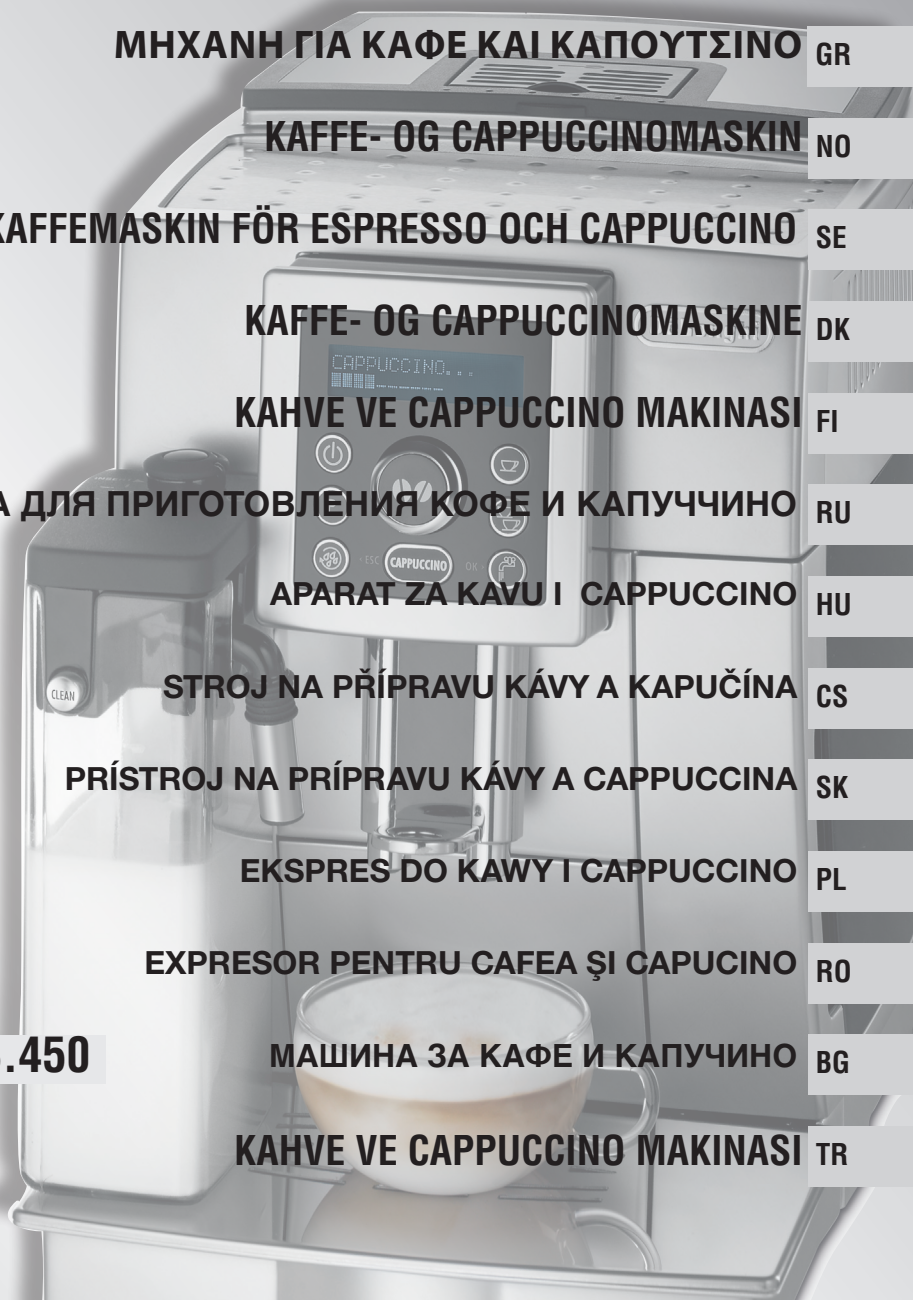 ΜΗΧΑΝΗ ΓΙΑ ΚΑΦΕ ΚΑΙ ΚΑΠΟΥΤΣΙΝΟ GR
KAFFE- OG CAPPUCCINOMASKIN NO
KAFFEMASKIN FÖR ESPRESSO OCH CAPPUCCINO SE
KAFFE- OG CAPPUCCINOMASKINE DK
CAPPUCCINO...
KAHVE VE CAPPUCCINO MAKINASI FI
ДЛЯ ПРИГОТОВЛЕНИЯ КОФЕ И КАПУЧЧИНО RU
ESC CAPPUCCINO OK
APARAT ZA KAVU I CAPPUCCINO HU
CLEAN
STROJ NA PŘÍPRAVU KÁVY A KAPUČÍNA CS
PRÍSTROJ NA PRÍPRAVU KÁVY A CAPPUCCINA SK
EKSPRES DO KAWY I CAPPUCCINO PL
EXPRESOR PENTRU CAFEA ŞI CAPUCINO RO
.450
МАШИНА ЗА КАФЕ И КАПУЧИНО BG
KAHVE VE CAPPUCCINO MAKINASI TR